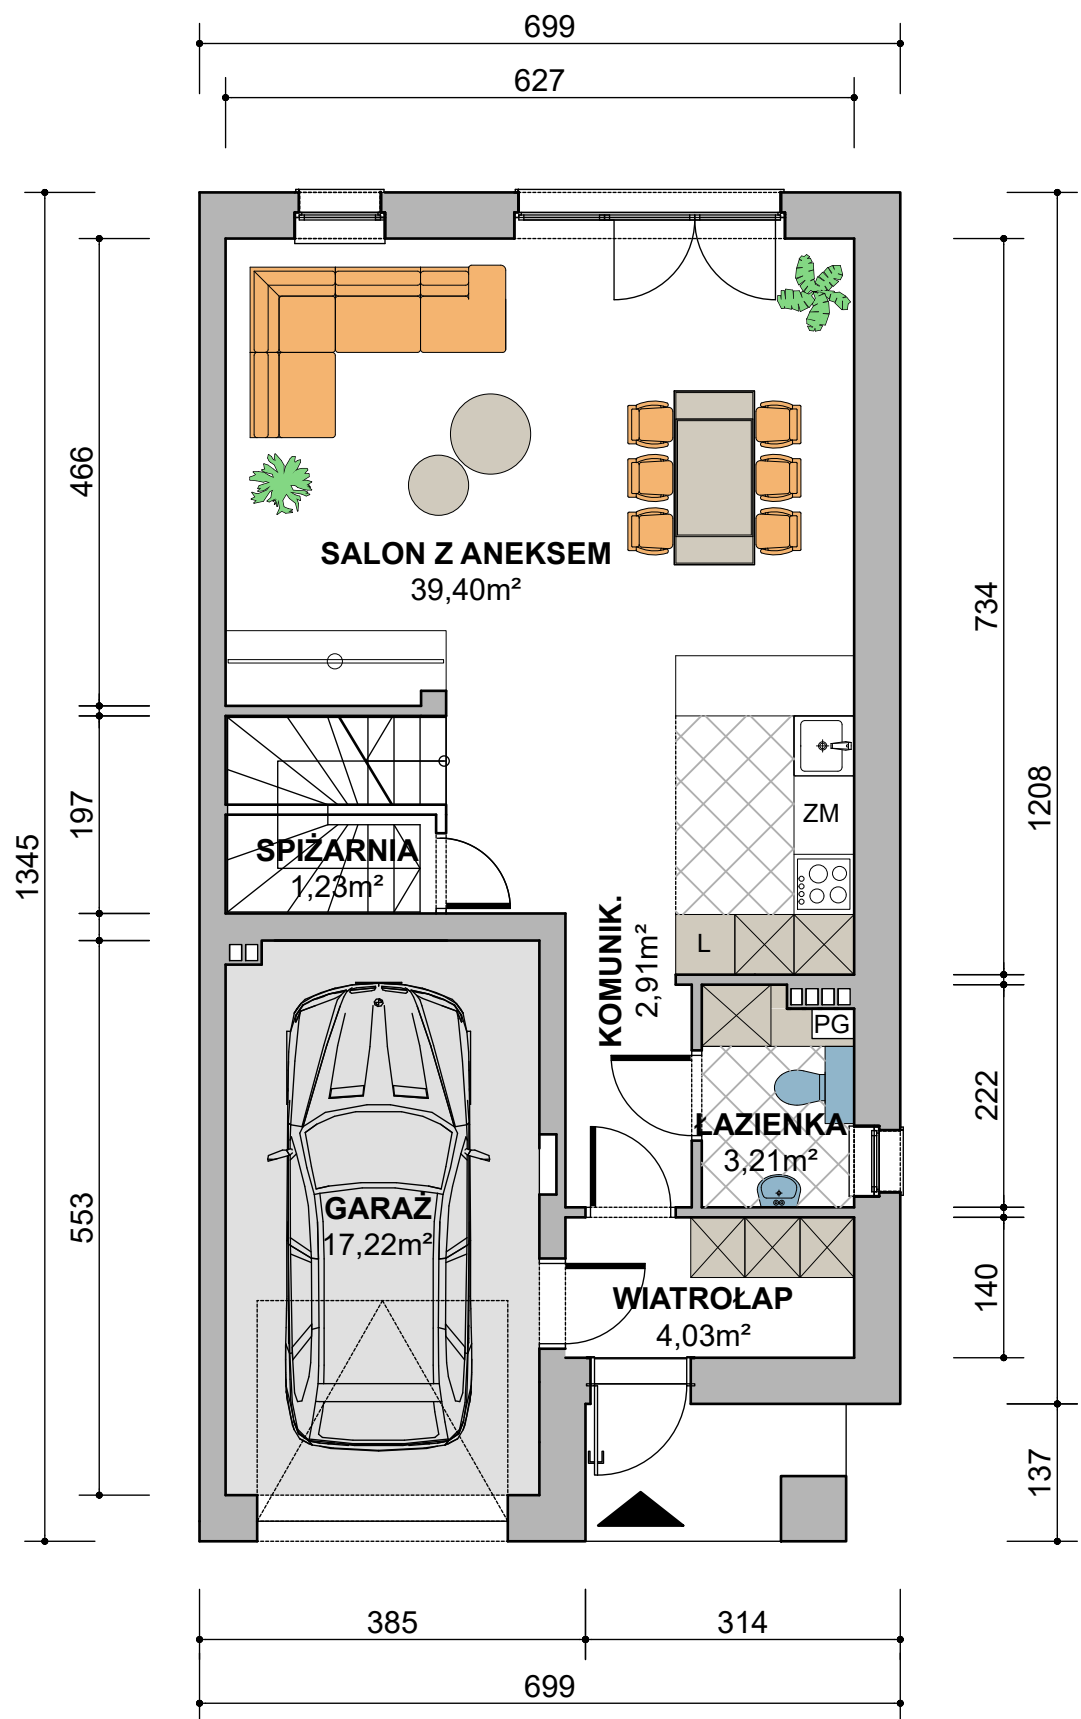 699
627
466
SALON Z ANEKSEM
39,40m²
734
197
1345
1208
ZM
SPIŻARNIA
1,23m²
L
KOMUNIK.
2,91m²
PG
222
ŁAZIENKA
3,21m²
553
GARAŻ
17,22m²
140
WIATROŁAP
4,03m²
137
385
314
699